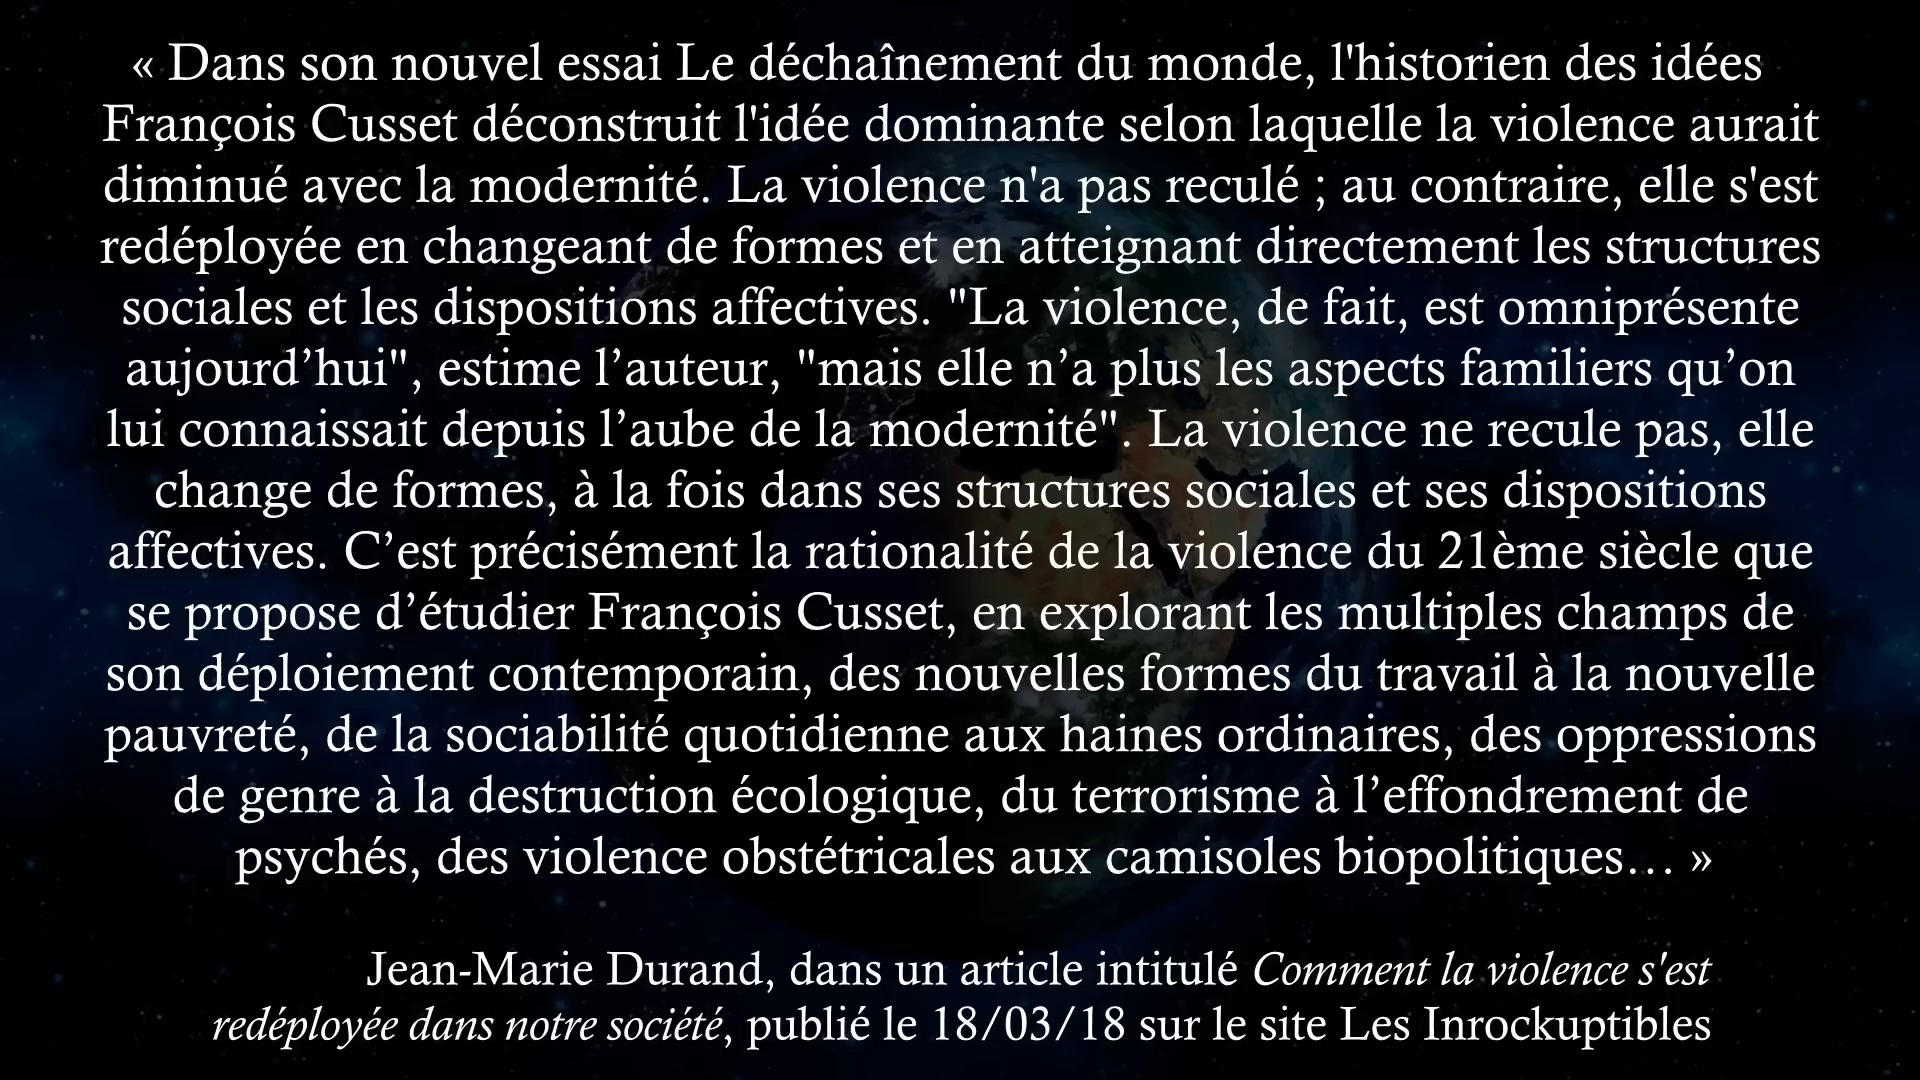 « Dans son nouvel essai Le déchaînement du monde, l'historien des idées
François Cusset déconstruit l'idée dominante selon laquelle la violence aurait
diminué avec la modernité. La violence n'a pas reculé ; au contraire, elle s'est
redéployée en changeant de formes et en atteignant directement les structures
sociales et les dispositions affectives. "La violence, de fait, est omniprésente
aujourd’hui", estime l’auteur, "mais elle n’a plus les aspects familiers qu’on
lui connaissait depuis l’aube de la modernité". La violence ne recule pas, elle
change de formes, à la fois dans ses structures sociales et ses dispositions
affectives. C’est précisément la rationalité de la violence du 21ème siècle que
se propose d’étudier François Cusset, en explorant les multiples champs de
son déploiement contemporain, des nouvelles formes du travail à la nouvelle
pauvreté, de la sociabilité quotidienne aux haines ordinaires, des oppressions
de genre à la destruction écologique, du terrorisme à l’effondrement de
psychés, des violence obstétricales aux camisoles biopolitiques… »
Jean-Marie Durand, dans un article intitulé Comment la violence s'est
redéployée dans notre société, publié le 18/03/18 sur le site Les Inrockuptibles